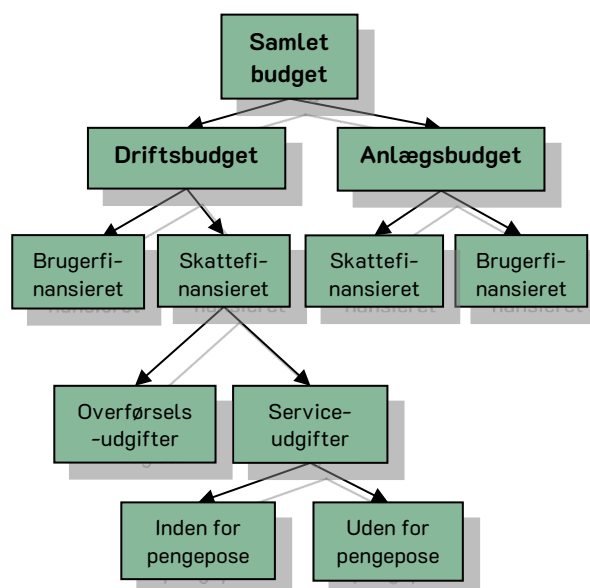 Samlet
budget
Driftsbudget
Anlægsbudget
Brugerfi-
nansieret
Skattefi-
nansieret
Skattefi-
nansieret
Brugerfi-
nansieret
Overførsels
-udgifter
Service-
udgifter
Inden for
pengepose
Uden for
pengepose